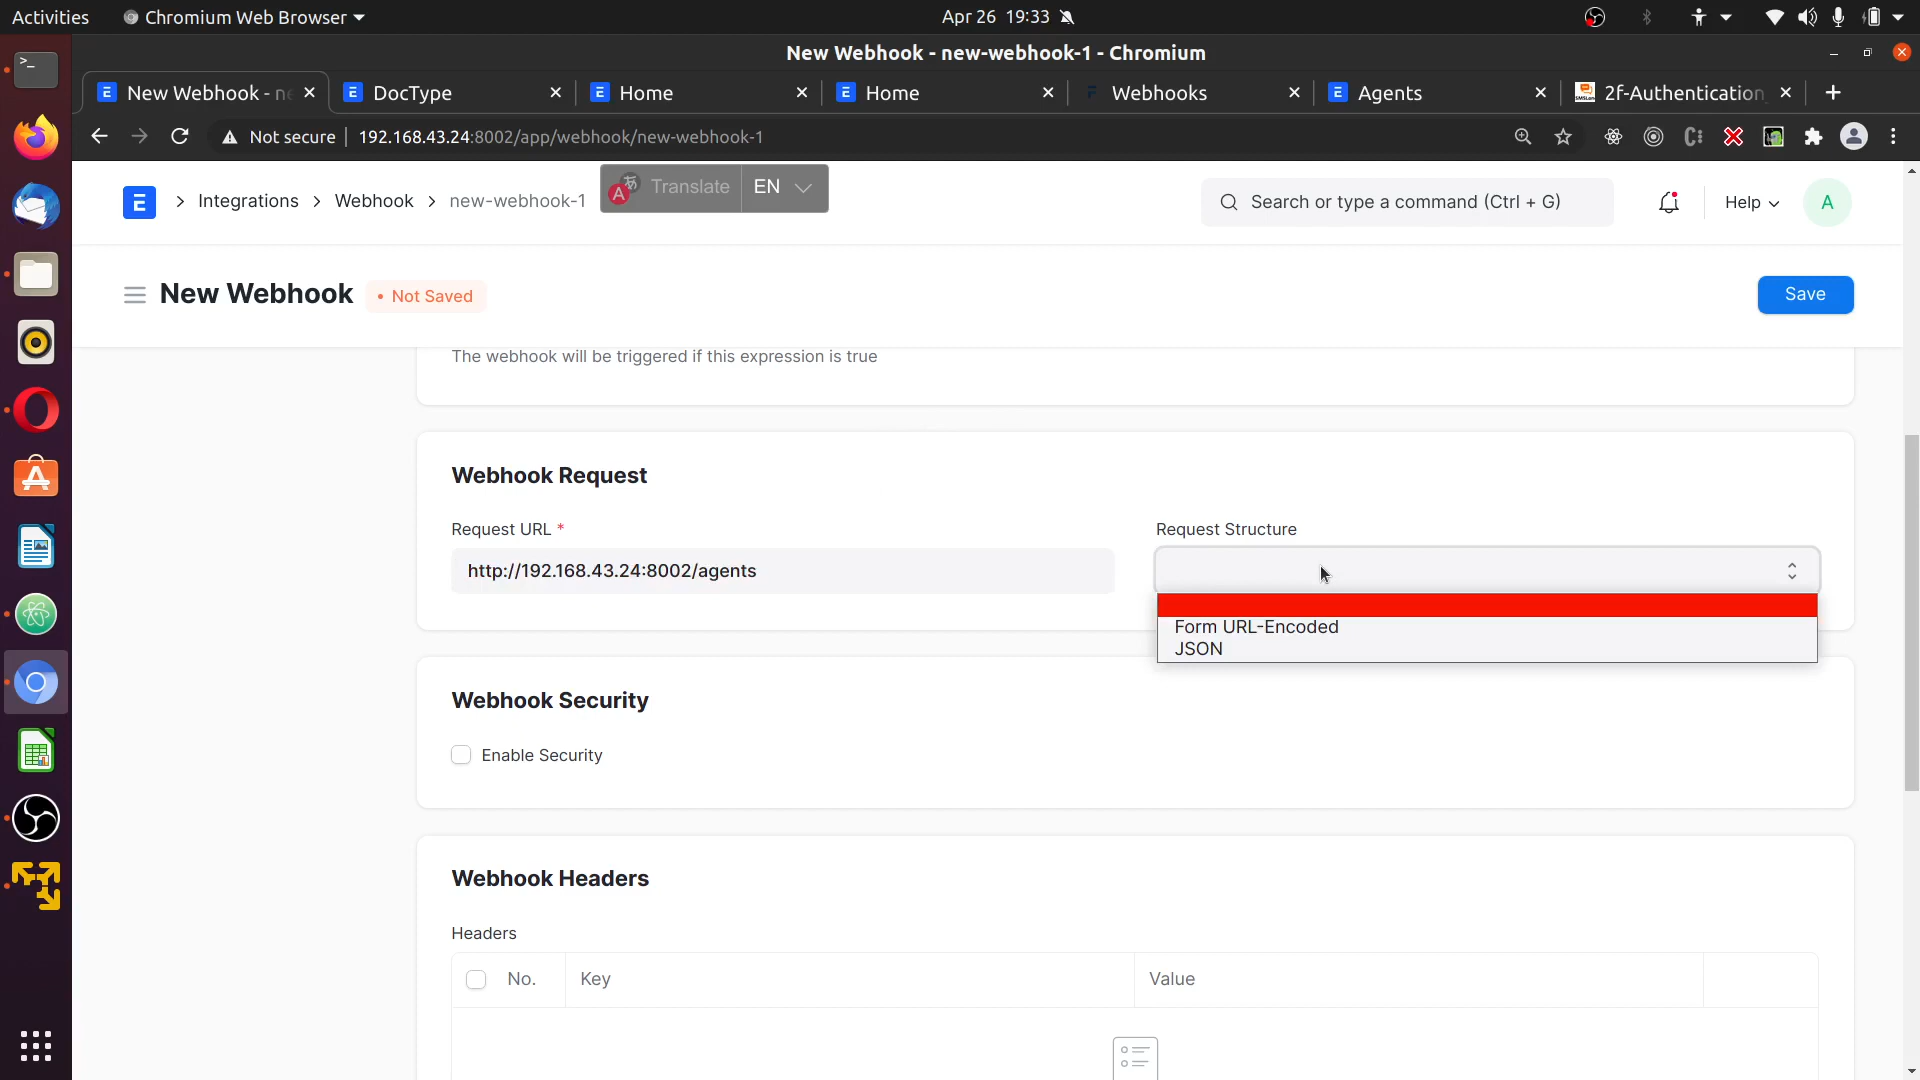 Activities
Chromium Web Browser
Apr 26 19:33
New Webhook - new-webhook-1 - Chromium
New Webhook - ne
DocType
Home
Home
Webhooks
Agents
2f-Authentication
Not secure
192.168.43.24:8002/app/webhook/new-webhook-1
E
Integrations
Webhook
new-webhook-1
Translate
EN
Search or type a command (Ctrl + G)
Help
A
New Webhook
• Not Saved
Save
The webhook will be triggered if this expression is true
Webhook Request
Request URL *
Request Structure
http://192.168.43.24:8002/agents
Form URL-Encoded
JSON
Webhook Security
Enable Security
Webhook Headers
Headers
No.
Key
Value